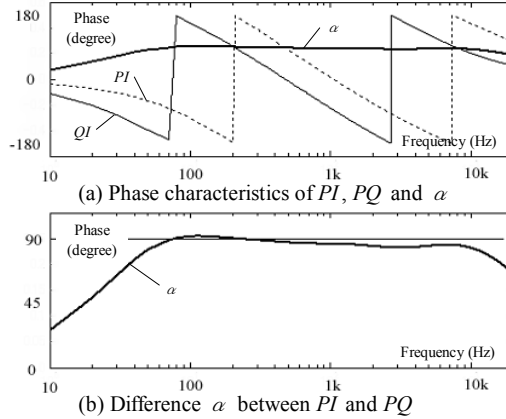 180
Phase
(degree)
α
0
PI
QI
-180
Frequency (Hz)
10
100
1k
10k
(a) Phase characteristics of PI, PQ and α
Phase
(degree)
90
α
45
0
Frequency (Hz)
10
100
1k
10k
(b) Difference α between PI and PQ